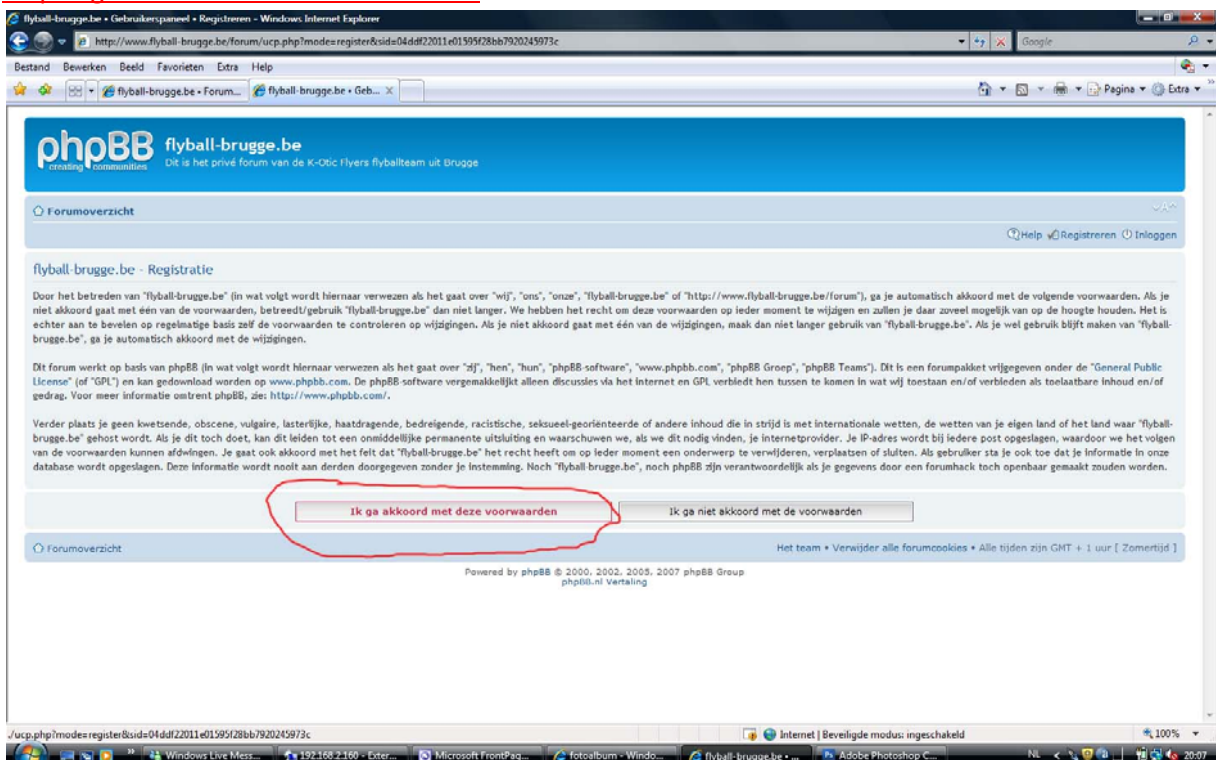 flyball-brugge.be • Gebruikerspaneel • Registreren - Windows Internet Explorer
http://www.flyball-brugge.be/forum/ucp.php?mode=register&sid=04ddf22011e01595f28bb7920245973c
Google
Bestand Bewerken Beeld Favorieten Extra Help
flyball-brugge.be • Forum... flyball-brugge.be • Geb... X
Pagina Extra
phpBB flyball-brugge.be
creating communities Dit is het privé forum van de K-Otic Flyers flyballteam uit Brugge
Forumoverzicht
Help Registreren Inloggen
flyball-brugge.be - Registratie
Door het betreden van "flyball-brugge.be" (in wat volgt wordt hiernaar verwezen als het gaat over "wij", "ons", "onze", "flyball-brugge.be" of "http://www.flyball-brugge.be/forum"), ga je automatisch akkoord met de volgende voorwaarden. Als je
niet akkoord gaat met één van de voorwaarden, betreedt/gebruik "flyball-brugge.be" dan niet langer. We hebben het recht om deze voorwaarden op ieder moment te wijzigen en zullen je daar zoveel mogelijk van op de hoogte houden. Het is
echter aan te bevelen op regelmatige basis zelf de voorwaarden te controleren op wijzigingen. Als je niet akkoord gaat met één van de wijzigingen, maak dan niet langer gebruik van "flyball-brugge.be". Als je wel gebruik blijft maken van "flyball-
brugge.be", ga je automatisch akkoord met de wijzigingen.
Dit forum werkt op basis van phpBB (in wat volgt wordt hiernaar verwezen als het gaat over "zij", "hen", "hun", "phpBB-software", "www.phpbb.com", "phpBB Groep", "phpBB Teams"). Dit is een forumpakket vrijgegeven onder de "General Public
License" (of "GPL") en kan gedownload worden op www.phpbb.com. De phpBB-software vergemakkelijkt alleen discussies via het internet en GPL verbiedt hen tussen te komen in wat wij toestaan en/of verbieden als toelaatbare inhoud en/of
gedrag. Voor meer informatie omtrent phpBB, zie: http://www.phpbb.com/.
Verder plaats je geen kwetsende, obscene, vulgaire, lasterlijke, haatdragende, bedreigende, racistische, seksueel-georiënteerde of andere inhoud die in strijd is met internationale wetten, de wetten van je eigen land of het land waar "flyball-
brugge.be" gehost wordt. Als je dit toch doet, kan dit leiden tot een onmiddellijke permanente uitsluiting en waarschuwen we, als we dit nodig vinden, je internetprovider. Je IP-adres wordt bij iedere post opgeslagen, waardoor we het volgen
van de voorwaarden kunnen afdwingen. Je gaat ook akkoord met het feit dat "flyball-brugge.be" het recht heeft om op ieder moment een onderwerp te verwijderen, verplaatsen of sluiten. Als gebruiker sta je ook toe dat je informatie in onze
database wordt opgeslagen. Deze informatie wordt nooit aan derden doorgegeven zonder je instemming. Noch "flyball-brugge.be", noch phpBB zijn verantwoordelijk als je gegevens door een forumhack toch openbaar gemaakt zouden worden.
Ik ga akkoord met deze voorwaarden Ik ga niet akkoord met de voorwaarden
Forumoverzicht Het team • Verwijder alle forumcookies • Alle tijden zijn GMT + 1 uur [ Zomertijd ]
Powered by phpBB © 2000, 2002, 2005, 2007 phpBB Group
phpBB.nl Vertaling
./ucp.php?mode=register&sid=04ddf22011e01595f28bb7920245973c Internet | Beveiligde modus: ingeschakeld 100%
Windows Live Mess... 192.168.2.160 - Exter... Microsoft FrontPag... fotoalbum - Windo... flyball-brugge.be • ... Adobe Photoshop C... NL 20:07